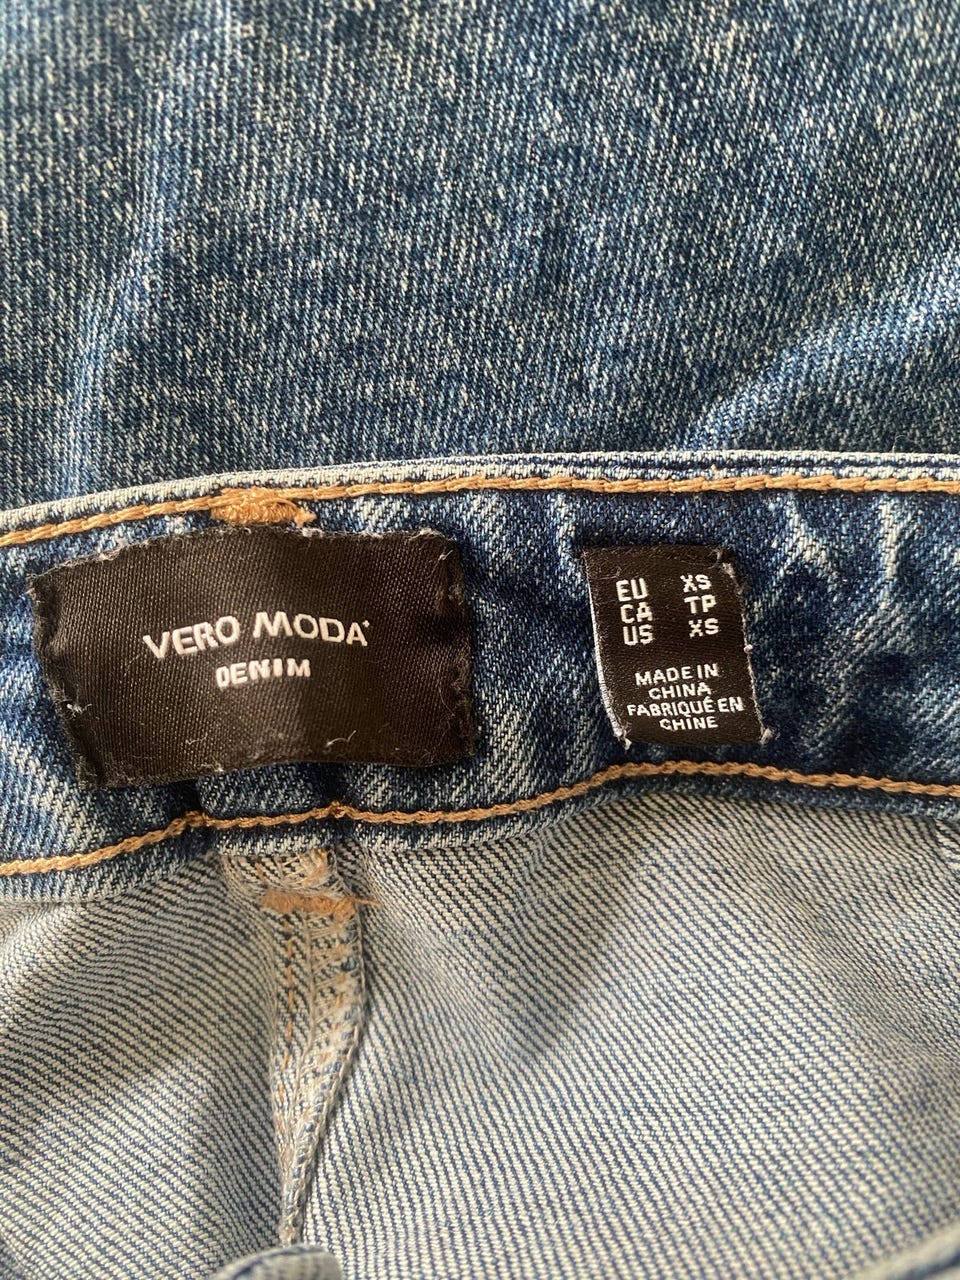 VERO MODA
DENIM
EU XS
CA TP
US XS
MADE IN
CHINA
FABRIQUÉ EN
CHINE